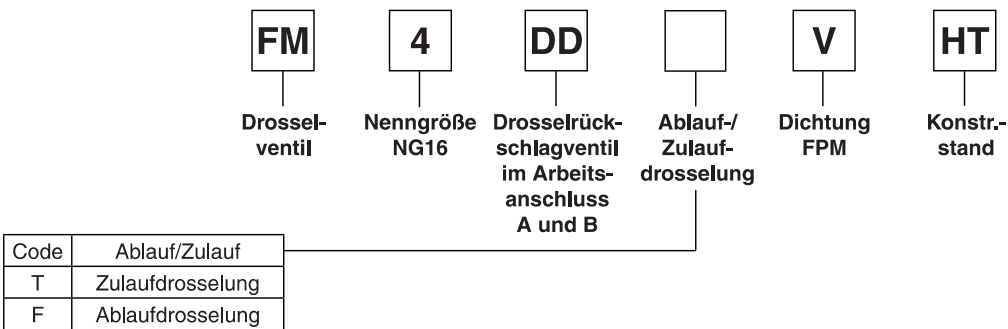 FM 4 DD V HT
Drossel-
ventil
Nenngröße
NG16
Drosselrück-
schlagventil
im Arbeits-
anschluss
A und B
Ablauf-/
Zulauf-
drosselung
Dichtung
FPM
Konstr.-
stand
Code Ablauf/Zulauf
T Zulaufdrosselung
F Ablaufdrosselung